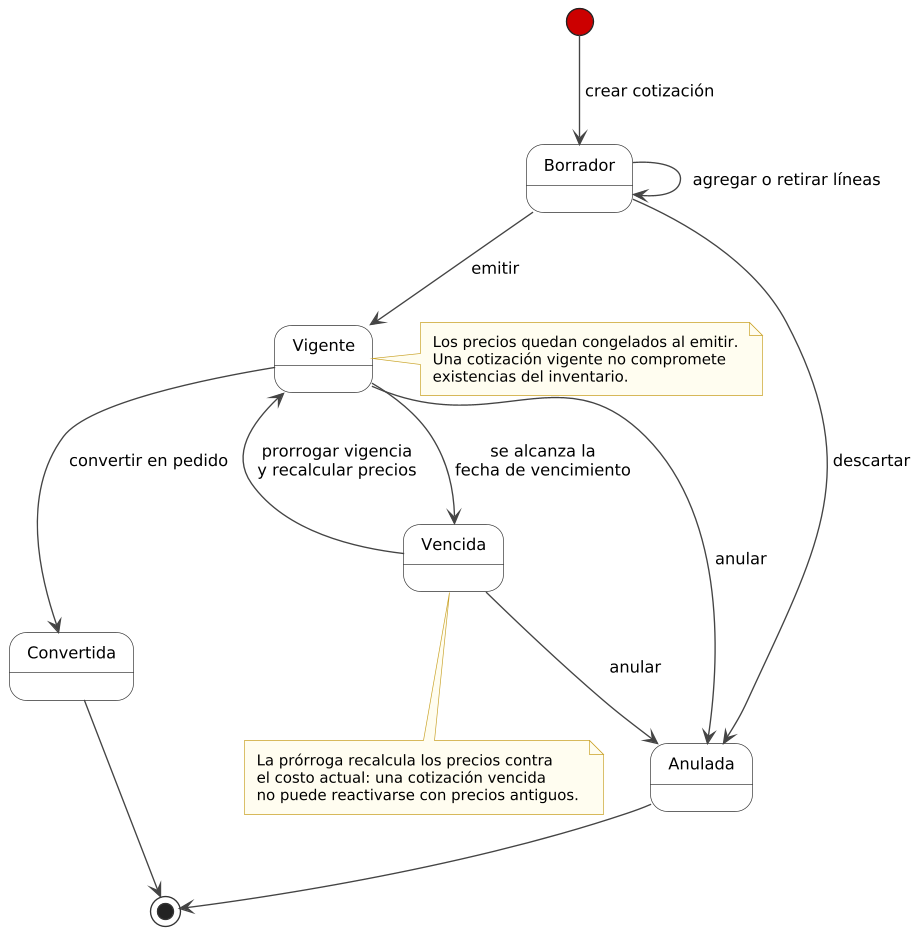 crear cotización
Borrador
agregar o retirar líneas
emitir
Vigente
Los precios quedan congelados al emitir.
Una cotización vigente no compromete
existencias del inventario.
convertir en pedido
prorrogar vigencia
y recalcular precios
se alcanza la
fecha de vencimiento
descartar
Vencida
anular
Convertida
anular
La prórroga recalcula los precios contra
el costo actual: una cotización vencida
no puede reactivarse con precios antiguos.
Anulada